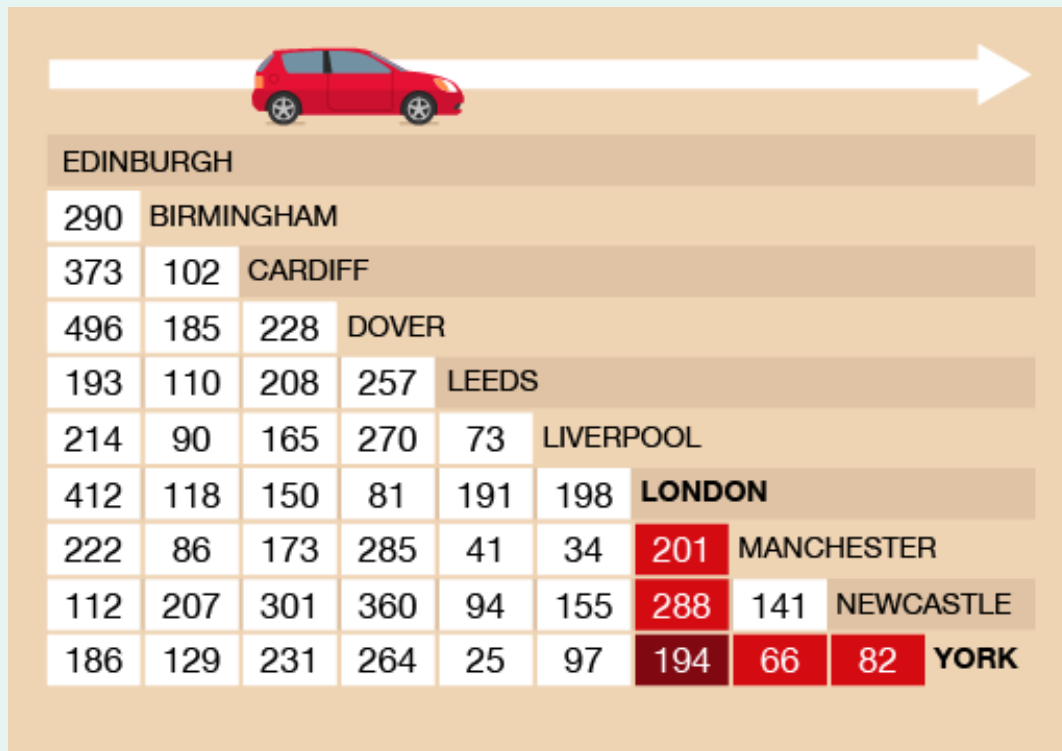 EDINBURGH
290 BIRMINGHAM
373 102 CARDIFF
496 185 228 DOVER
193 110 208 257 LEEDS
214 90 165 270 73 LIVERPOOL
412 118 150 81 191 198 LONDON
222 86 173 285 41 34 201 MANCHESTER
112 207 301 360 94 155 288 141 NEWCASTLE
186 129 231 264 25 97 194 66 82 YORK